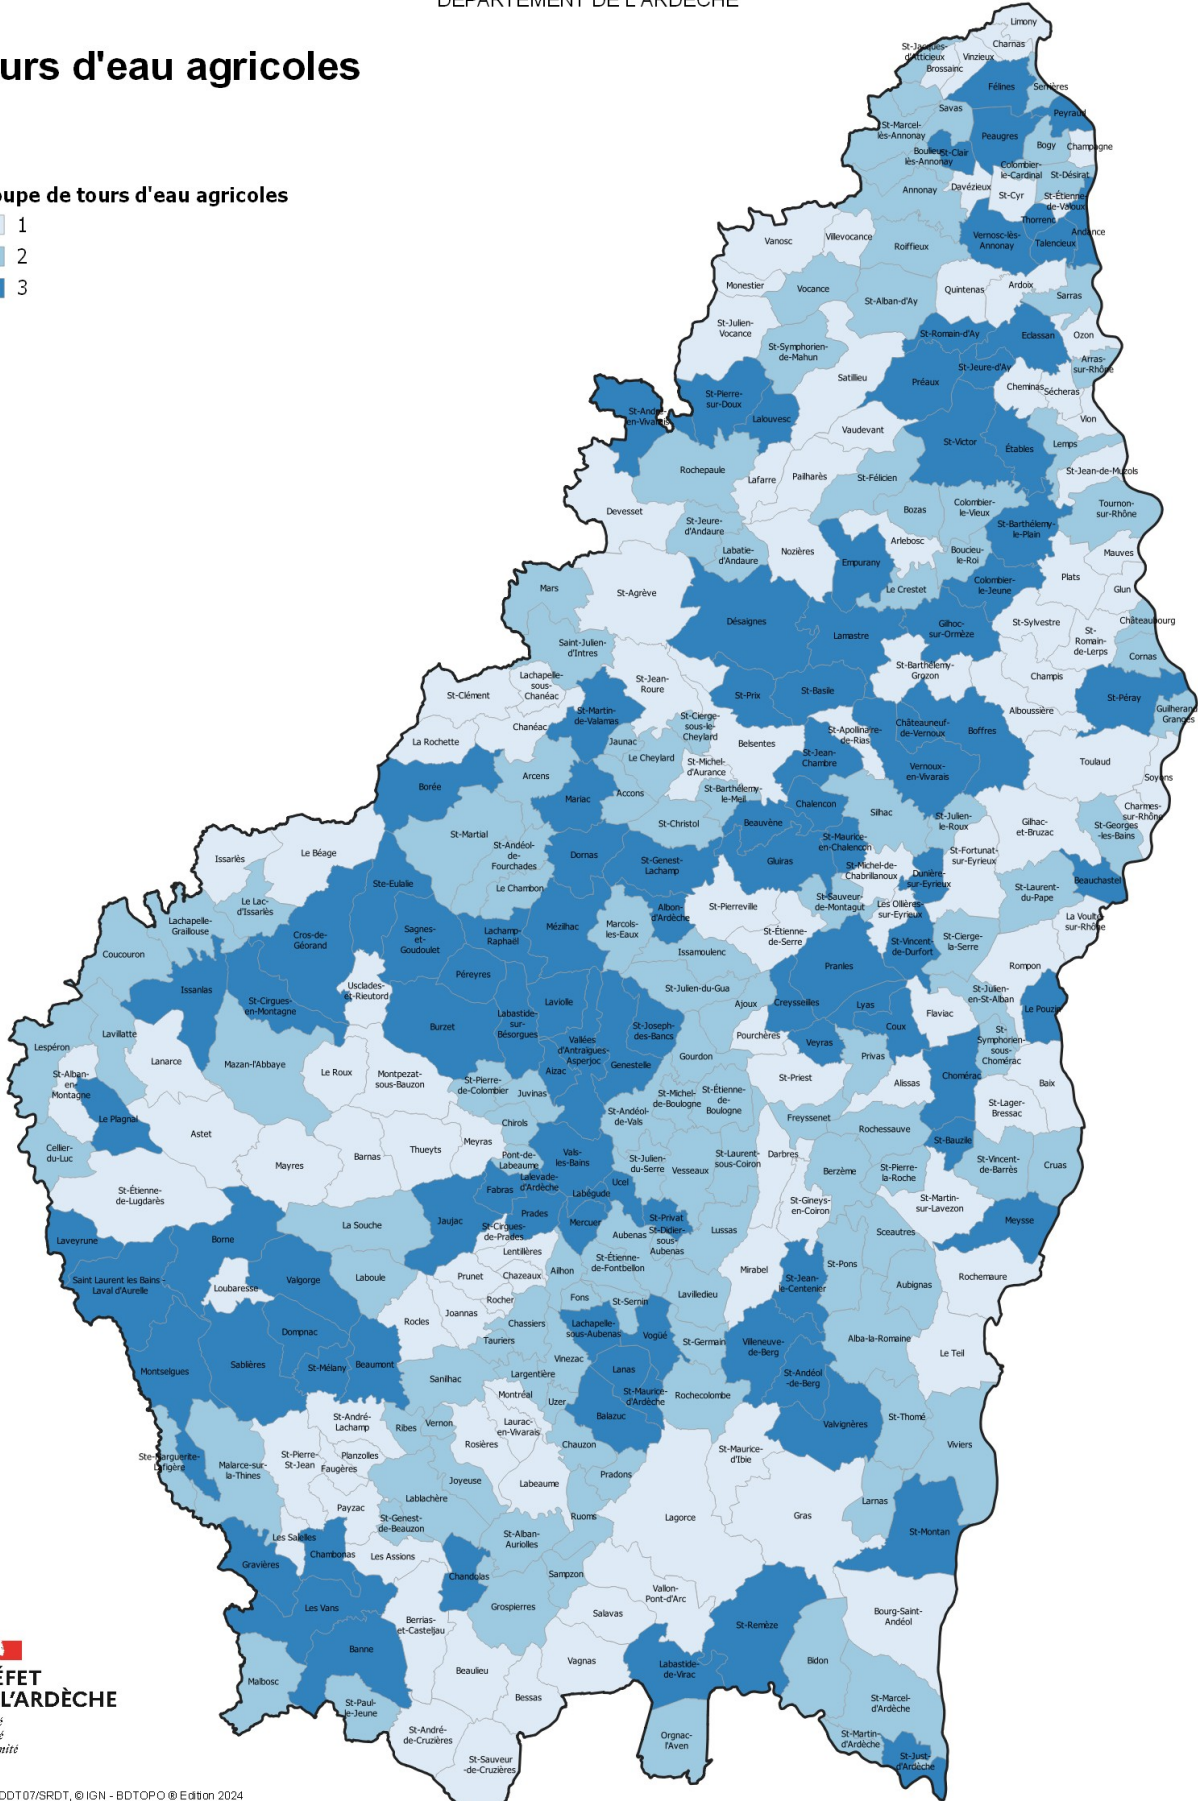 DÉPARTEMENT DE L'ARDÈCHE
urs d'eau agricoles
upe de tours d'eau agricoles
1
2
3
Limony
Charnas
St-Jacques-
d'Atticieux
Vinzieux
Brossainc
Félines
Serrières
Savas
Peyraud
St-Marcel-
lès-Annonay
Peaugres
Bogy
Champagne
Boulieu-
lès-Annonay
St-Clair
Colombier-
le-Cardinal
St-Désirat
Annonay
Davézieux
St-Cyr
St-Étienne-
de-Valoux
Thorrenc
Andance
Vernosc-lès-
Annonay
Talencieux
Vanosc
Villevocance
Roiffieux
Monestier
Vocance
St-Alban-d'Ay
Quintenas
Ardoix
Sarras
St-Julien-
Vocance
St-Symphorien-
de-Mahun
St-Romain-d'Ay
Eclassan
Ozon
Arras-
sur-Rhône
Satillieu
Préaux
St-Jeure-d'Ay
Cheminas
Sécheras
St-André-
en-Vivarais
St-Pierre-
sur-Doux
Lalouvesc
Vaudevant
St-Victor
Étables
Vion
Lemps
St-Jean-de-Muzols
Rochepaule
Lafarre
Pailharès
St-Félicien
Devesset
St-Jeure-
d'Andaure
Bozas
Colombier-
le-Vieux
Tournon-
sur-Rhône
St-Barthélemy-
le-Plain
Labatie-
d'Andaure
Nozières
Empurany
Arlebosc
Boucieu-
le-Roi
Mauves
Mars
St-Agrève
Le Crestet
Colombier-
le-Jeune
Plats
Glun
Désaignes
Lamastre
Gilhoc-
sur-Ormèze
St-Sylvestre
Châteaubourg
St-
Romain-
de-Lerps
Cornas
Saint-Julien-
d'Intres
St-Barthélemy-
Grozon
Champis
St-Clément
Lachapelle-
sous-
Chanéac
St-Jean-
Roure
St-Prix
St-Basile
St-Péray
Guilherand
Granges
Alboussière
St-Martin-
de-Valamas
St-Cierge-
sous-le-
Cheylard
Châteauneuf-
de-Vernoux
Boffres
La Rochette
Chanéac
Jaunac
Belsentes
St-Apollinaire-
de-Rias
Le Cheylard
St-Michel-
d'Aurance
St-Jean-
Chambre
Vernoux-
en-Vivarais
Toulaud
Soyons
Borée
Arcens
Mariac
Accons
St-Barthélemy-
le-Meil
Chalencon
Silhac
St-Julien-
le-Roux
Gilhac-
et-Bruzac
Charmes-
sur-Rhône
St-Georges
-les-Bains
St-Martial
St-Christol
Beauvène
St-Maurice-
en-Chalencon
St-Fortunat-
sur-Eyrieux
Issarlès
Le Béage
St-Andéol-
de-
Fourchades
Dornas
St-Genest-
Lachamp
Gluiras
St-Michel-de-
Chabrillanoux
Dunière-
sur-Eyrieux
Beauchastel
Ste-Eulalie
Le Chambon
St-Laurent-
du-Pape
Le Lac-
d'Issarlès
Albon-
d'Ardèche
St-Pierreville
St-Sauveur-
de-Montagut
Les Ollières-
sur-Eyrieux
La Voulte-
sur-Rhône
Lachapelle-
Graillouse
Cros-de-
Géorand
Sagnes-
et-
Goudoulet
Lachamp-
Raphaël
Mézilhac
Marcols-
les-Eaux
St-Étienne-
de-Serre
St-Vincent-
de-Durfort
St-Cierge-
la-Serre
Coucouron
Issamoulenc
Pranles
Rompon
Issanlas
St-Cirgues-
en-Montagne
Usclades-
et-Rieutord
Péreyres
St-Julien-du-Gua
Ajoux
Creysseilles
Lyas
Flaviac
St-Julien-
en-St-Alban
Le Pouzin
Burzet
Labastide-
sur-
Bésorgues
Laviolle
St-Joseph-
des-Bancs
Pourchères
Veyras
Coux
St-
Symphorien-
sous-
Chomérac
Lespéron
Lavillatte
Lanarce
Mazan-l'Abbaye
Le Roux
Montpezat-
sous-Bauzon
Vallées
d'Antraigues-
Asperjoc
Aizac
Genestelle
Gourdon
Privas
St-Alban-
en-
Montagne
St-Pierre-
de-Colombier
Juvinas
St-Michel-
de-Boulogne
St-Étienne-
de-
Boulogne
St-Priest
Alissas
Chomérac
Baix
St-Lager-
Bressac
Le Plagnal
Astet
Chirols
St-Andéol-
de-Vals
Freyssenet
Rochessauve
St-Bauzile
Cellier-
du-Luc
Mayres
Barnas
Thueyts
Meyras
Pont-de-
Labeaume
Vals-
les-Bains
St-Julien-
du-Serre
Vesseaux
St-Laurent-
sous-Coiron
Darbres
Berzème
St-Pierre-
la-Roche
St-Vincent-
de-Barrès
Cruas
St-Étienne-
de-Lugdarès
Fabras
Lalevade-
d'Ardèche
Labégude
Ucel
St-Gineys-
en-Coiron
St-Martin-
sur-Lavezon
Meysse
Laveyrune
Borne
La Souche
Jaujac
St-Cirgues-
de-Prades
Prades
Mercuer
Aubenas
St-Privat
St-Didier-
sous-
Aubenas
Lussas
Sceautres
Saint Laurent les Bains -
Laval d'Aurelle
Loubaresse
Valgorge
Laboule
Lentillères
Prunet
Chazeaux
Ailhon
St-Étienne-
de-Fontbellon
Mirabel
St-Jean-
le-Centenier
St-Pons
Aubignas
Rochemaure
Rocher
Fons
St-Sernin
Lavilledieu
Joannas
Rocles
Chassiers
Lachapelle-
sous-Aubenas
Vogüé
St-Germain
Villeneuve-
de-Berg
Alba-la-Romaine
Le Teil
Dompnac
Tauriers
Vinezac
Montselgues
Sablières
St-Mélany
Beaumont
Sanilhac
Largentière
Lanas
St-Andéol
-de-Berg
Montréal
Uzer
St-Maurice-
d'Ardèche
Rochecolombe
Balazuc
Valvignères
St-Thomé
St-André-
Lachamp
Ribes
Vernon
Laurac-
en-Vivarais
Rosières
Chauzon
St-Maurice-
d'Ibie
Viviers
Ste-Marguerite-
Lafigère
Malarce-sur-
la-Thines
St-Pierre-
St-Jean
Planzolles
Faugères
Joyeuse
Labeaume
Pradons
Lablachère
Payzac
Larnas
St-Genest-
de-Beauzon
Ruoms
Lagorce
Gras
St-Montan
Les Salelles
Chambonas
St-Alban-
Auriolles
Gravières
Les Assions
Chandolas
Sampzon
Les Vans
Grospierres
Vallon-
Pont-d'Arc
Salavas
Berrias-
et-Casteljau
St-Remèze
Bourg-Saint-
Andéol
Banne
Vagnas
Labastide-
de-Virac
Bidon
Malbosc
Beaulieu
St-Paul-
le-Jeune
Bessas
St-Marcel-
d'Ardèche
St-André-
de-Cruzières
Orgnac-
l'Aven
St-Martin-
d'Ardèche
St-Just-
d'Ardèche
St-Sauveur
-de-Cruzières
ÉFET
L'ARDÈCHE
é
é
nité
DDT07/SRDT, © IGN - BDTOPO ® Edition 2024